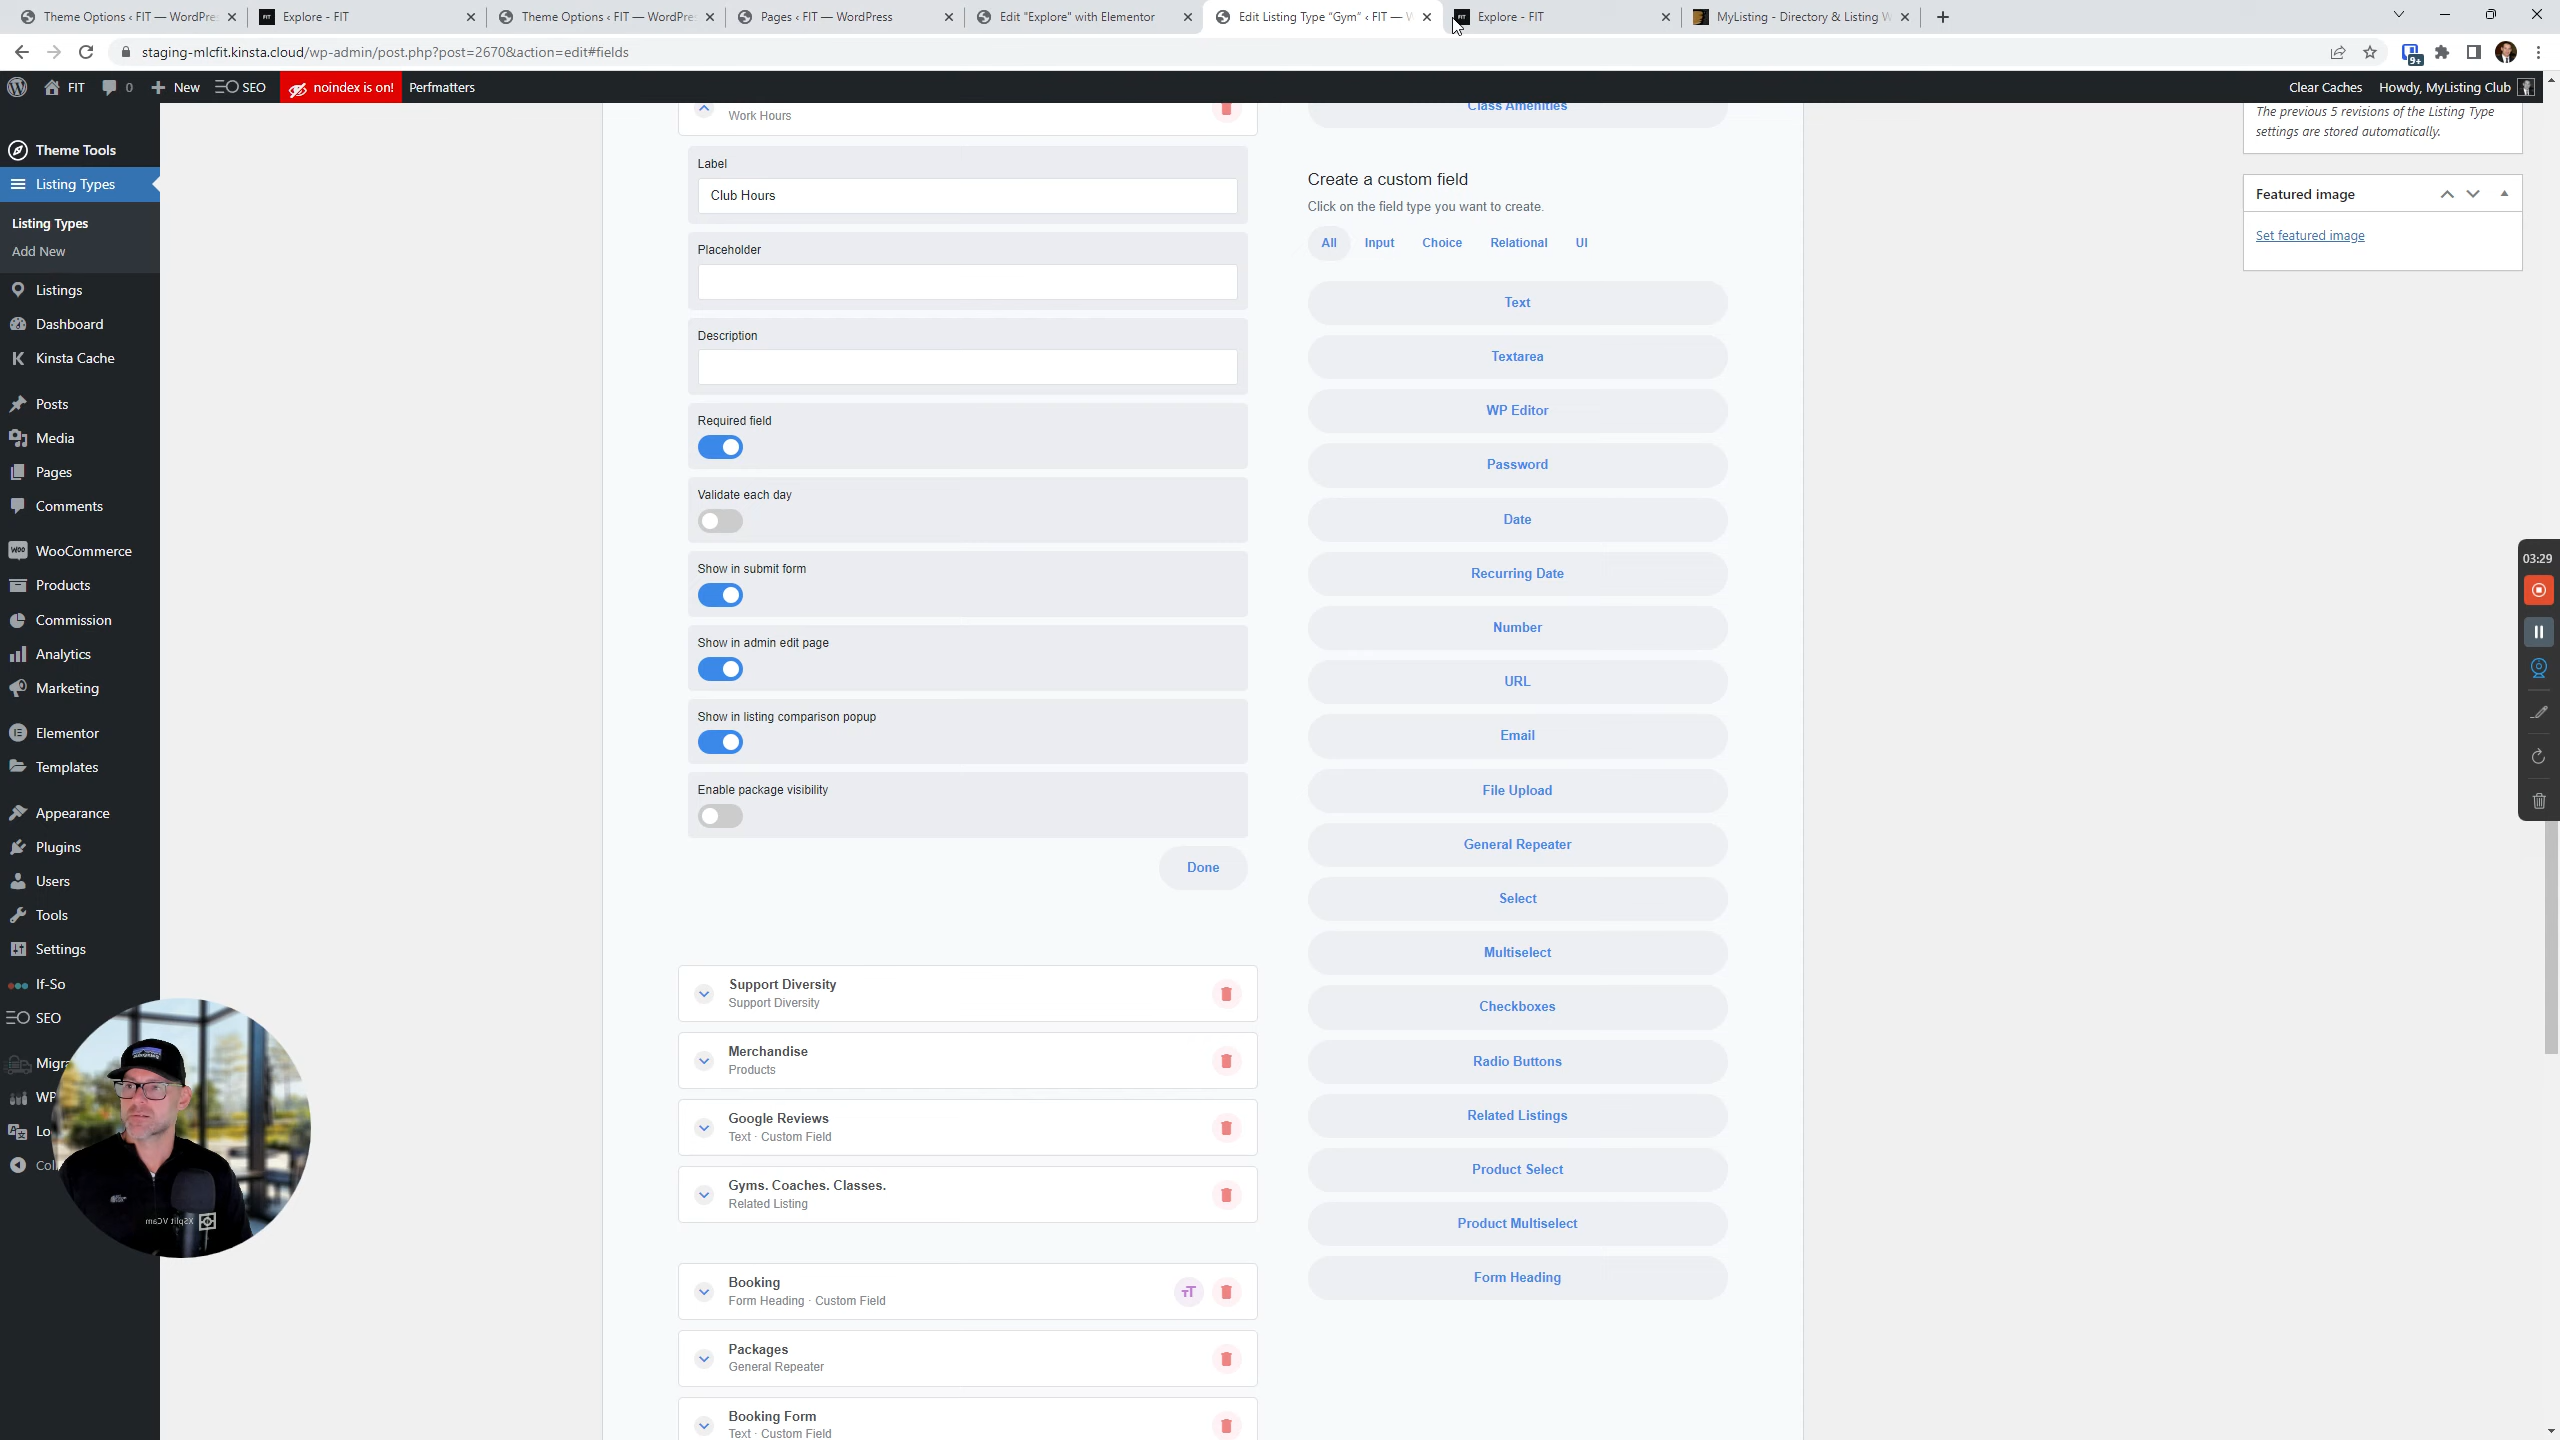 Theme Options ‹ FIT — WordPre
Explore - FIT
Theme Options ‹ FIT — WordPre
Pages ‹ FIT — WordPress
Edit "Explore" with Elementor
Edit Listing Type “Gym” ‹ FIT — W
Explore - FIT
MyListing - Directory & Listing W
staging-mlcfit.kinsta.cloud/wp-admin/post.php?post=2670&action=edit#fields
9+
FIT
0
New
SEO
noindex is on!
Perfmatters
Clear Caches
Howdy, MyListing Club
Theme Tools
Listing Types
Listing Types
Add New
Listings
Dashboard
Kinsta Cache
Posts
Media
Pages
Comments
WooCommerce
Products
Commission
Analytics
Marketing
Elementor
Templates
Appearance
Plugins
Users
Tools
Settings
If-So
SEO
Migra
WP
Lo
Coll
XSplit VCam
Work Hours
Label
Club Hours
Placeholder
Description
Required field
Validate each day
Show in submit form
Show in admin edit page
Show in listing comparison popup
Enable package visibility
Done
Support Diversity
Support Diversity
Merchandise
Products
Google Reviews
Text · Custom Field
Gyms. Coaches. Classes.
Related Listing
Booking
Form Heading · Custom Field
Packages
General Repeater
Booking Form
Text · Custom Field
Class Amenities
Create a custom field
Click on the field type you want to create.
All Input Choice Relational UI
Text
Textarea
WP Editor
Password
Date
Recurring Date
Number
URL
Email
File Upload
General Repeater
Select
Multiselect
Checkboxes
Radio Buttons
Related Listings
Product Select
Product Multiselect
Form Heading
The previous 5 revisions of the Listing Type
settings are stored automatically.
Featured image
Set featured image
03:29